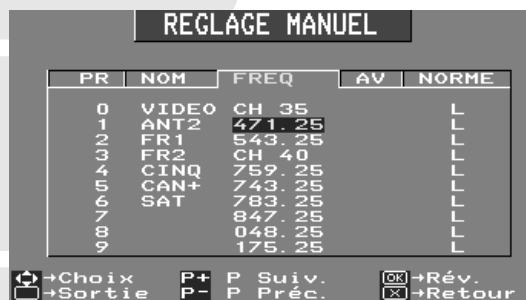 REGLAGE MANUEL
PR NOM FREQ AV NORME
0 VIDEO CH 35 L
1 ANT2 471.25 L
2 FR1 543.25 L
3 FR2 CH 40 L
4 CINQ 759.25 L
5 CAN+ 743.25 L
6 SAT 783.25 L
7 847.25 L
8 048.25 L
9 175.25 L
→Choix P+ P Suiv. OK→Rév.
→Sortie P- P Préc. X→Retour